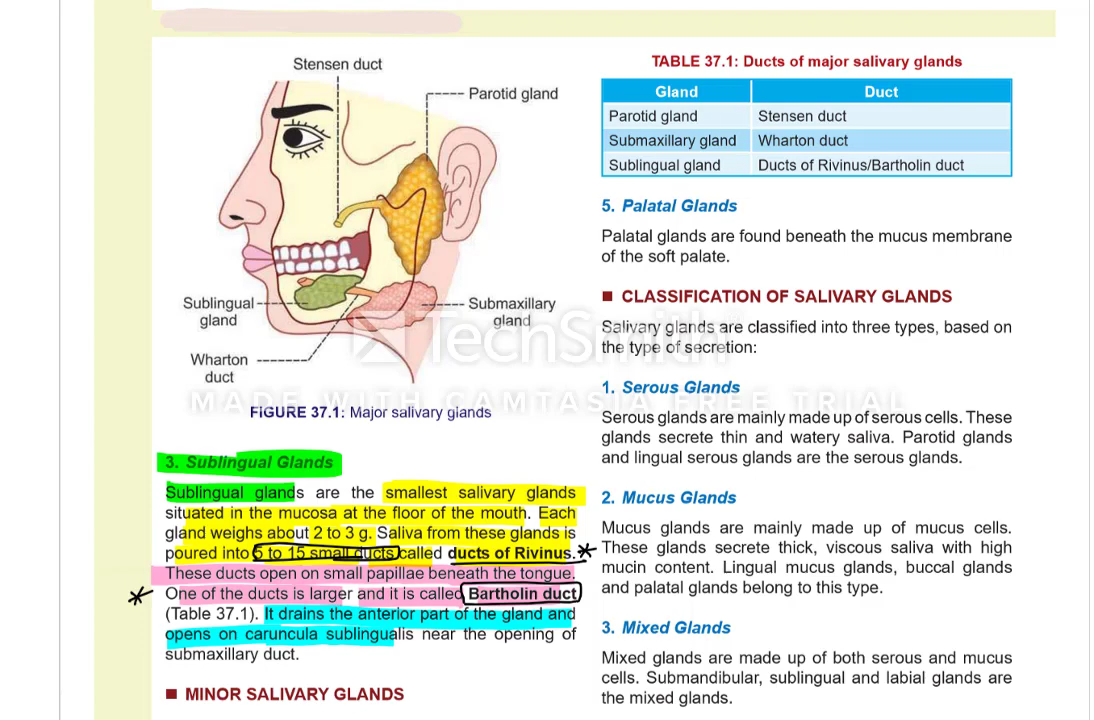 Stensen duct
Parotid gland
Sublingual
gland
Submaxillary
gland
Wharton
duct
FIGURE 37.1: Major salivary glands
3. Sublingual Glands
Sublingual glands are the smallest salivary glands
situated in the mucosa at the floor of the mouth. Each
gland weighs about 2 to 3 g. Saliva from these glands is
poured into 5 to 15 small ducts called ducts of Rivinus.
These ducts open on small papillae beneath the tongue.
One of the ducts is larger and it is called Bartholin duct
(Table 37.1). It drains the anterior part of the gland and
opens on caruncula sublingualis near the opening of
submaxillary duct.
■ MINOR SALIVARY GLANDS
TABLE 37.1: Ducts of major salivary glands
Gland Duct
Parotid gland Stensen duct
Submaxillary gland Wharton duct
Sublingual gland Ducts of Rivinus/Bartholin duct
5. Palatal Glands
Palatal glands are found beneath the mucus membrane
of the soft palate.
■ CLASSIFICATION OF SALIVARY GLANDS
Salivary glands are classified into three types, based on
the type of secretion:
1. Serous Glands
Serous glands are mainly made up of serous cells. These
glands secrete thin and watery saliva. Parotid glands
and lingual serous glands are the serous glands.
2. Mucus Glands
Mucus glands are mainly made up of mucus cells.
These glands secrete thick, viscous saliva with high
mucin content. Lingual mucus glands, buccal glands
and palatal glands belong to this type.
3. Mixed Glands
Mixed glands are made up of both serous and mucus
cells. Submandibular, sublingual and labial glands are
the mixed glands.
TechSmith
MADE WITH CAMTASIA FREE TRIAL